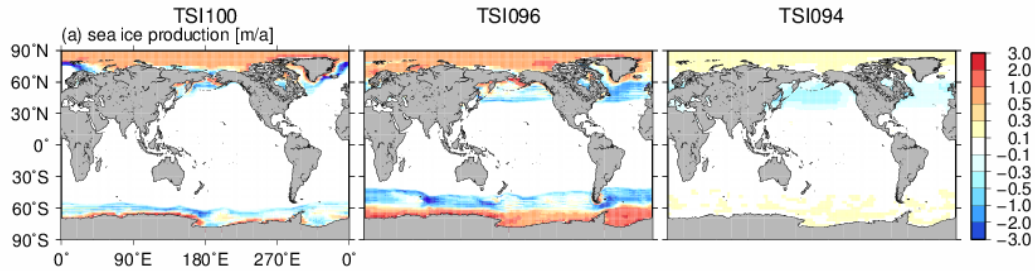 TSI100 TSI096 TSI094
(a) sea ice production [m/a]
90°N
60°N
30°N
0°
30°S
60°S
90°S
0° 90°E 180°E 270°E 0°
3.0
2.0
1.0
0.5
0.3
0.1
−0.1
−0.3
−0.5
−1.0
−2.0
−3.0